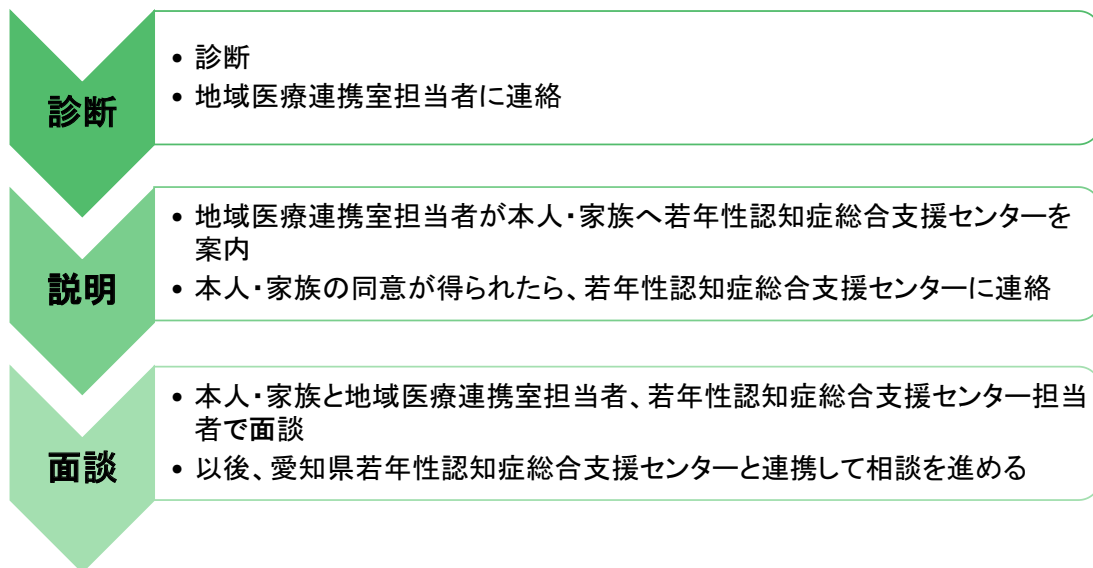 診断
• 診断
• 地域医療連携室担当者に連絡
説明
• 地域医療連携室担当者が本人・家族へ若年性認知症総合支援センターを
案内
• 本人・家族の同意が得られたら、若年性認知症総合支援センターに連絡
面談
• 本人・家族と地域医療連携室担当者、若年性認知症総合支援センター担当
者で面談
• 以後、愛知県若年性認知症総合支援センターと連携して相談を進める